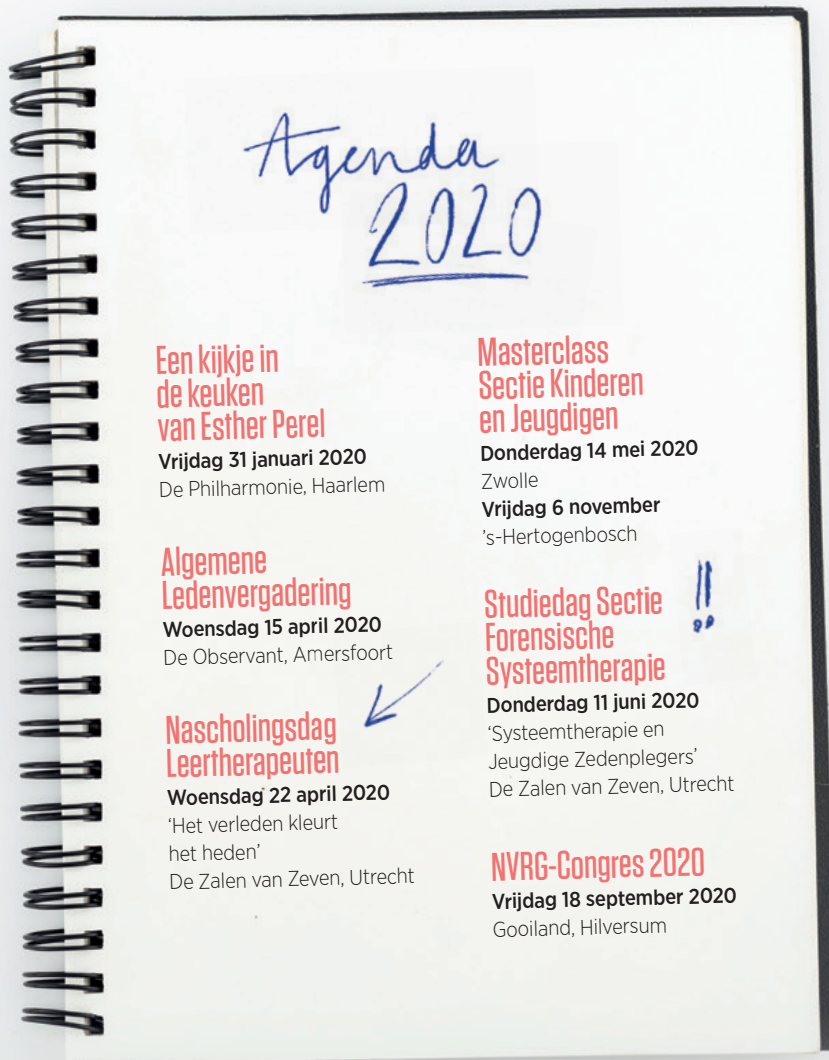 Agenda
2020
Een kijkje in
de keuken
van Esther Perel
Vrijdag 31 januari 2020
De Philharmonie, Haarlem
Algemene
Ledenvergadering
Woensdag 15 april 2020
De Observant, Amersfoort
Nascholingsdag
Leertherapeuten
Woensdag 22 april 2020
‘Het verleden kleurt
het heden’
De Zalen van Zeven, Utrecht
Masterclass
Sectie Kinderen
en Jeugdigen
Donderdag 14 mei 2020
Zwolle
Vrijdag 6 november
’s-Hertogenbosch
Studiedag Sectie
Forensische
Systeemtherapie
!!
Donderdag 11 juni 2020
‘Systeemtherapie en
Jeugdige Zedenplegers’
De Zalen van Zeven, Utrecht
NVRG-Congres 2020
Vrijdag 18 september 2020
Gooiland, Hilversum